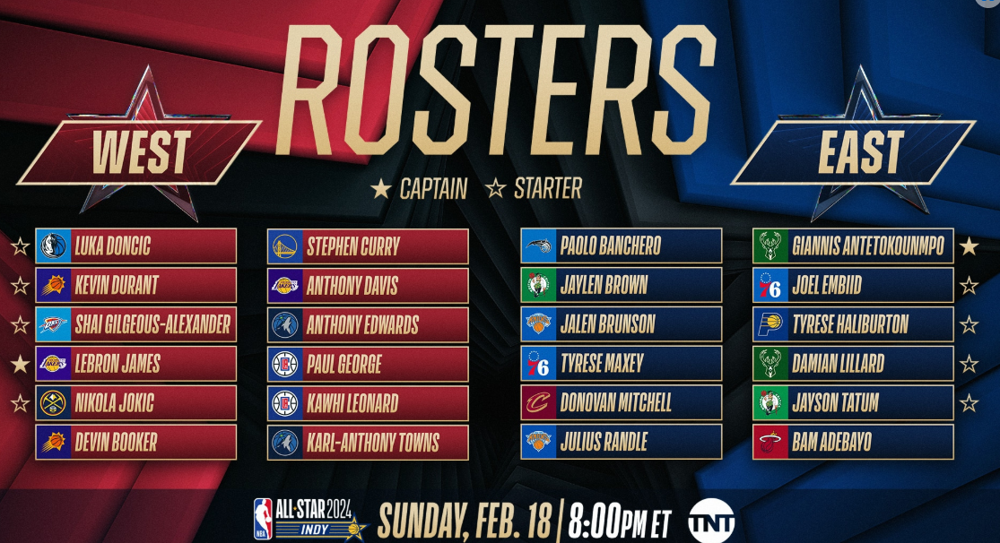 ROSTERS
WEST
EAST
★ CAPTAIN ☆ STARTER
LUKA DONCIC
KEVIN DURANT
SHAI GILGEOUS-ALEXANDER
LEBRON JAMES
NIKOLA JOKIC
DEVIN BOOKER
STEPHEN CURRY
ANTHONY DAVIS
ANTHONY EDWARDS
PAUL GEORGE
KAWHI LEONARD
KARL-ANTHONY TOWNS
PAOLO BANCHERO
JAYLEN BROWN
JALEN BRUNSON
TYRESE MAXEY
DONOVAN MITCHELL
JULIUS RANDLE
GIANNIS ANTETOKOUNMPO
JOEL EMBIID
TYRESE HALIBURTON
DAMIAN LILLARD
JAYSON TATUM
BAM ADEBAYO
NBA
ALL-STAR 2024
INDY
SUNDAY, FEB. 18 | 8:00PM ET
TNT